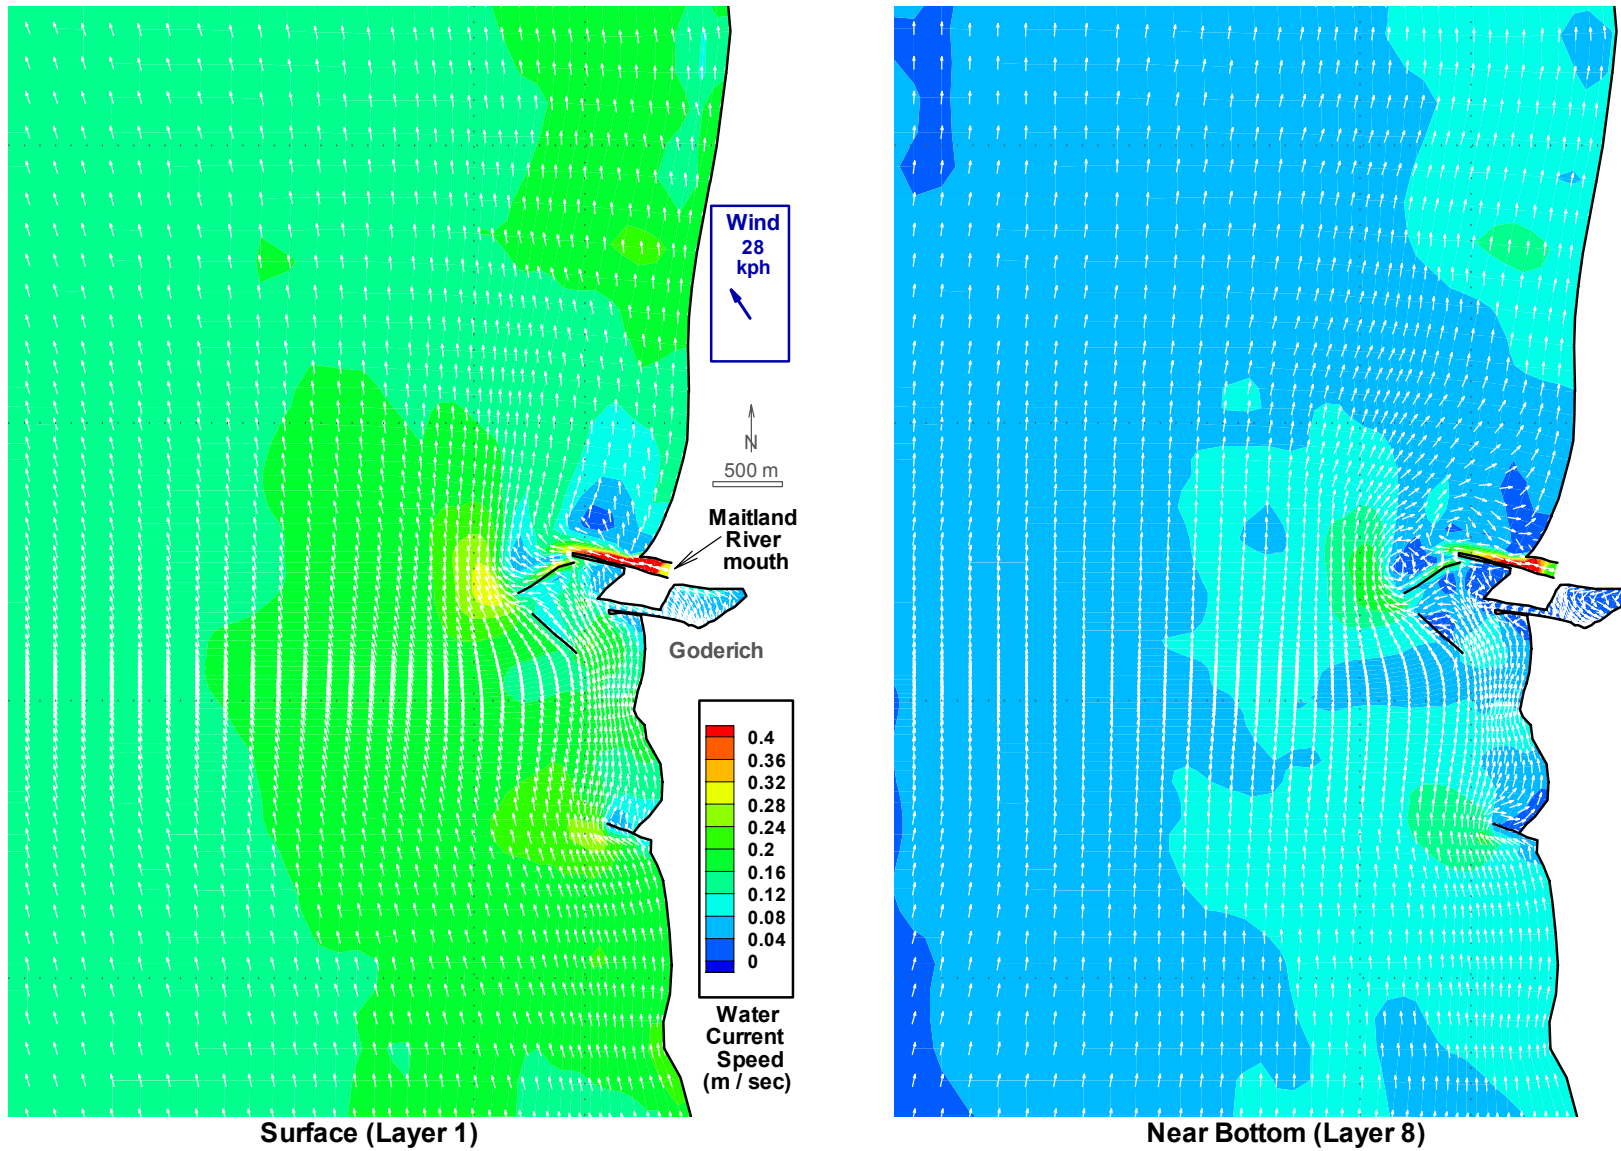 Wind
28
kph
N
500 m
Maitland
River
mouth
Goderich
0.4
0.36
0.32
0.28
0.24
0.2
0.16
0.12
0.08
0.04
0
Water
Current
Speed
(m / sec)
Surface (Layer 1)
Near Bottom (Layer 8)